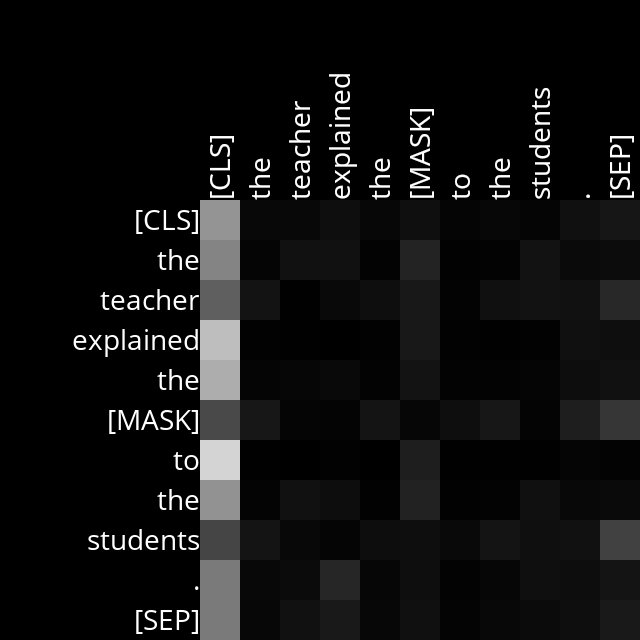 [CLS] the teacher explained the [MASK] to the students . [SEP]
[CLS]
the
teacher
explained
the
[MASK]
to
the
students
.
[SEP]